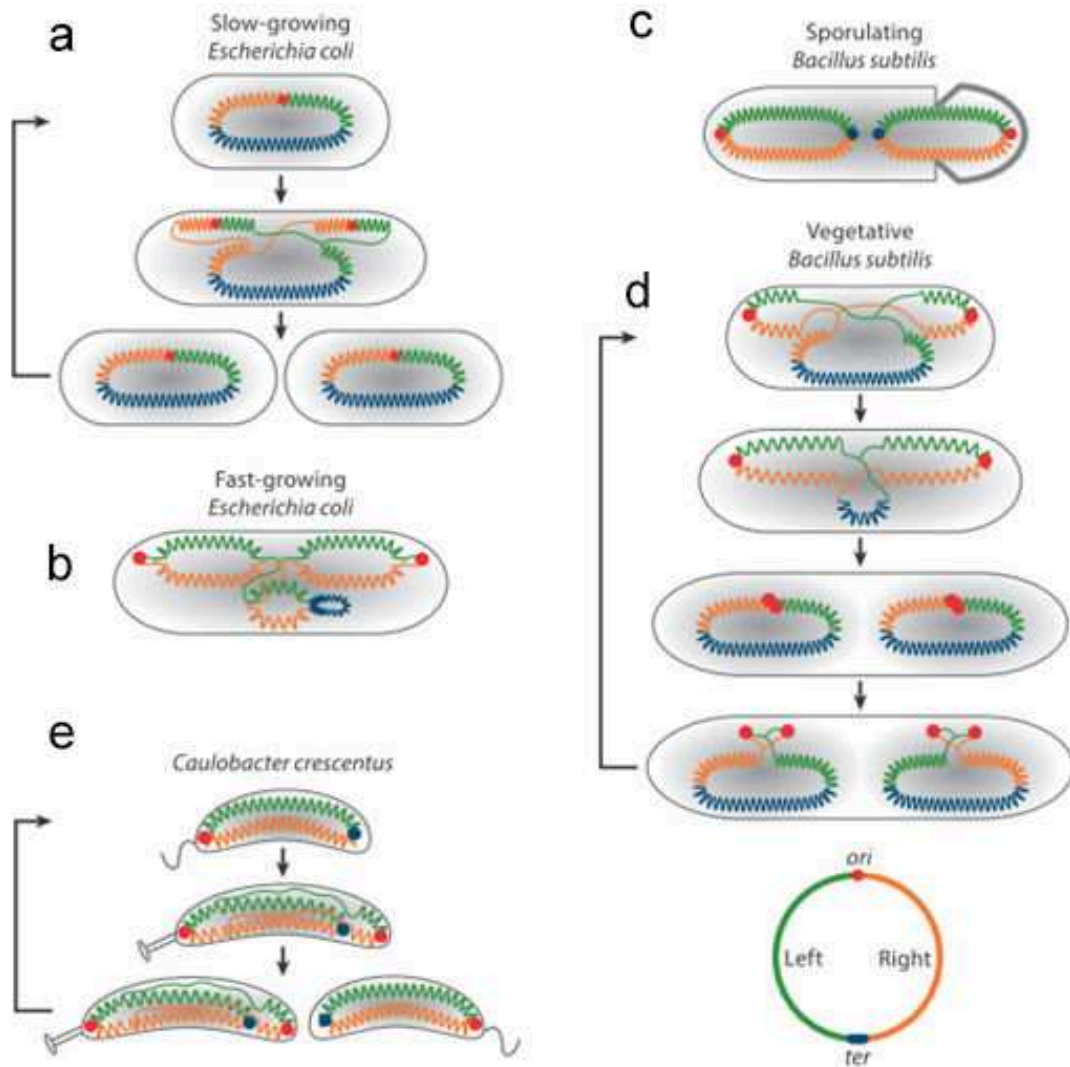 a
Slow-growing
Escherichia coli
b
Fast-growing
Escherichia coli
c
Sporulating
Bacillus subtilis
d
Vegetative
Bacillus subtilis
e
Caulobacter crescentus
ori
Left
Right
ter